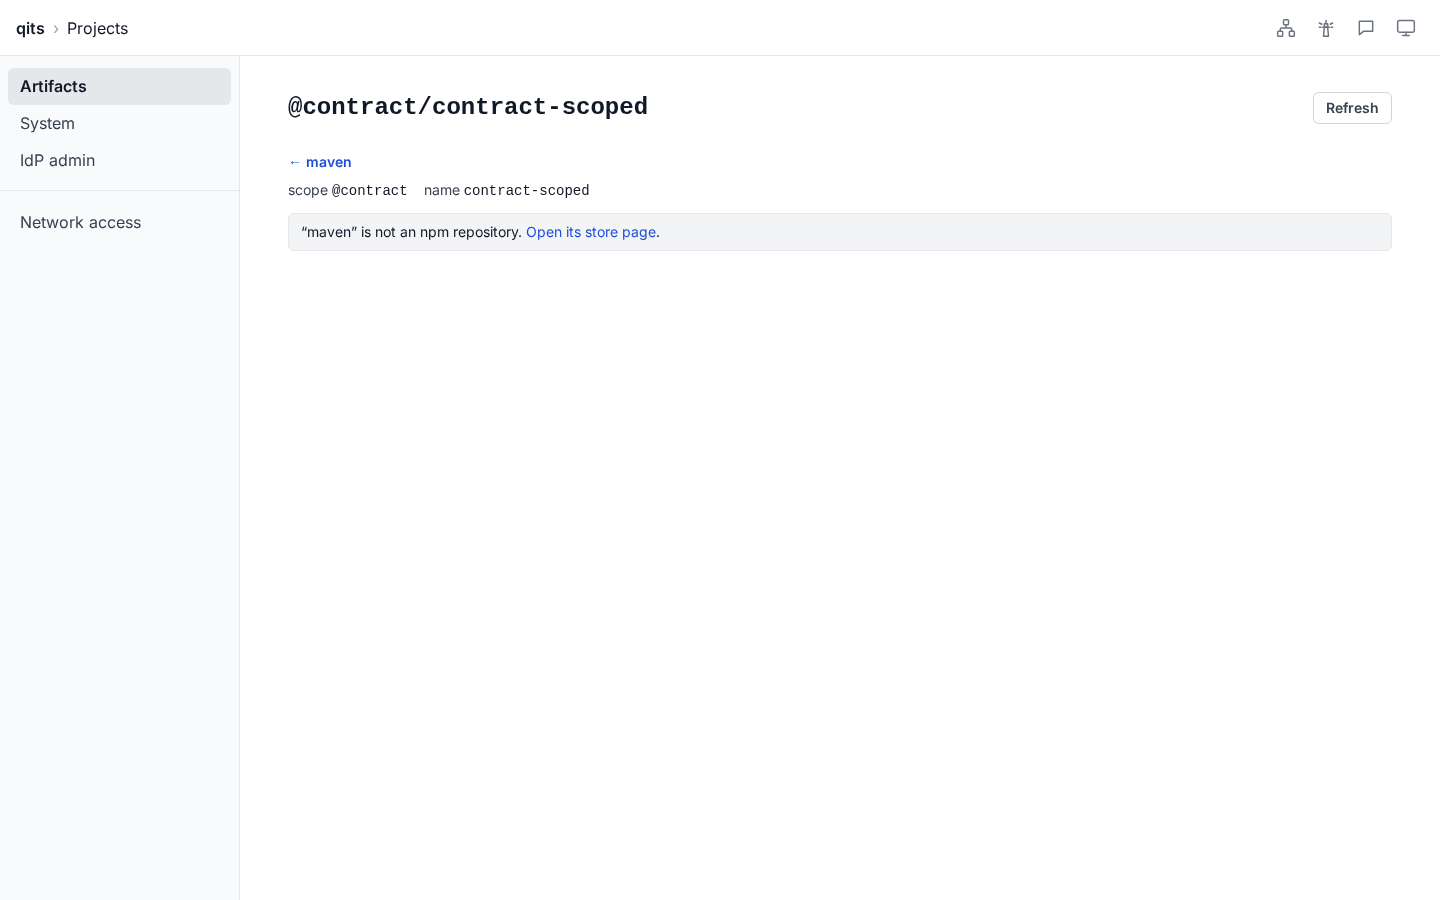 qits › Projects
Artifacts
System
IdP admin
Network access
@contract/contract-scoped
Refresh
← maven
scope @contract name contract-scoped
“maven” is not an npm repository. Open its store page.